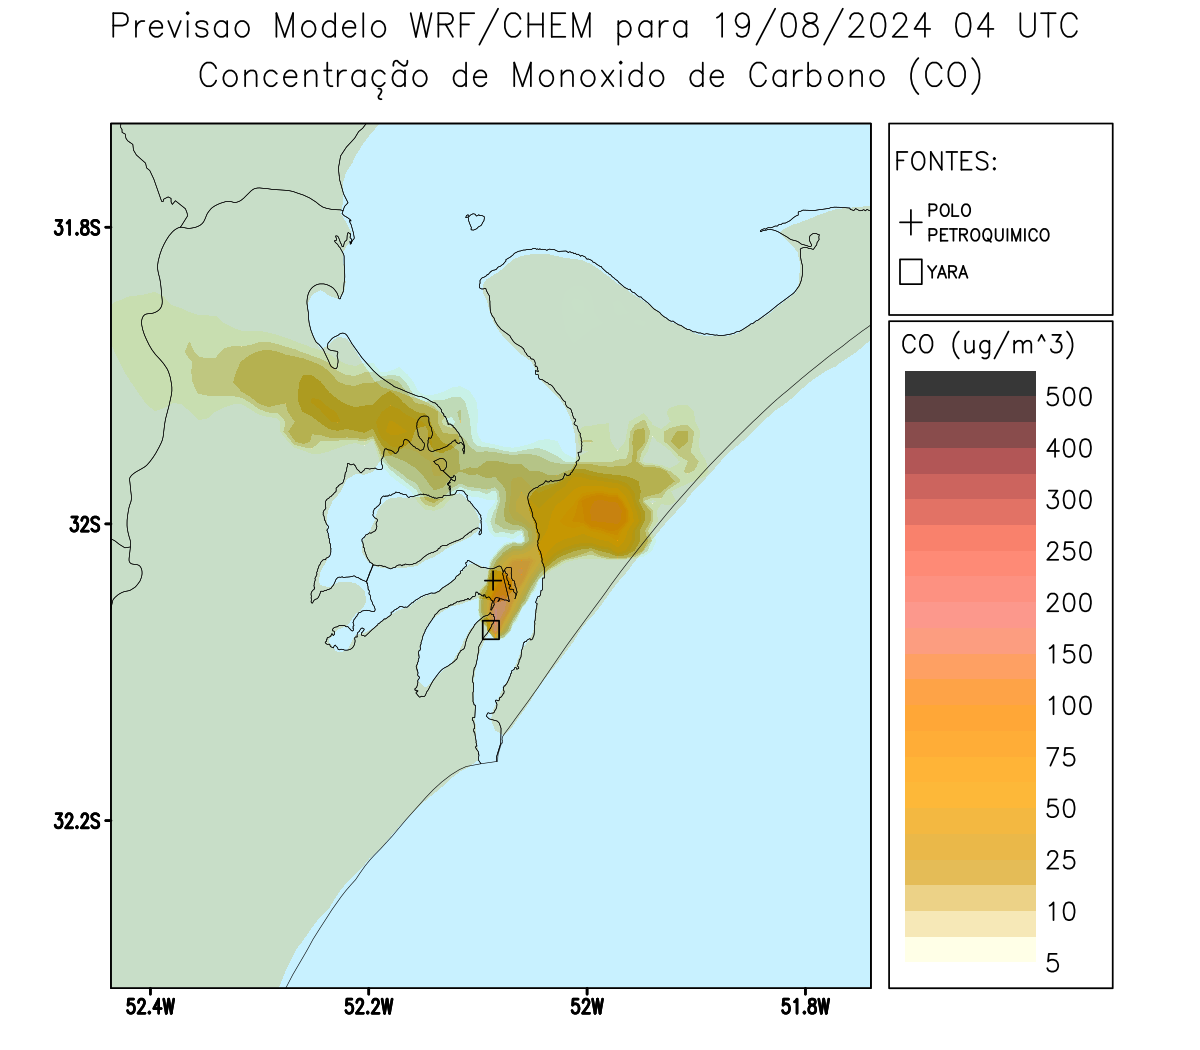 Previsao Modelo WRF/CHEM para 19/08/2024 04 UTC
Concentração de Monoxido de Carbono (CO)
FONTES:
POLO
PETROQUIMICO
YARA
CO (ug/m^3)
500
400
300
250
200
150
100
75
50
25
10
5
31.8S
32S
32.2S
52.4W
52.2W
52W
51.8W